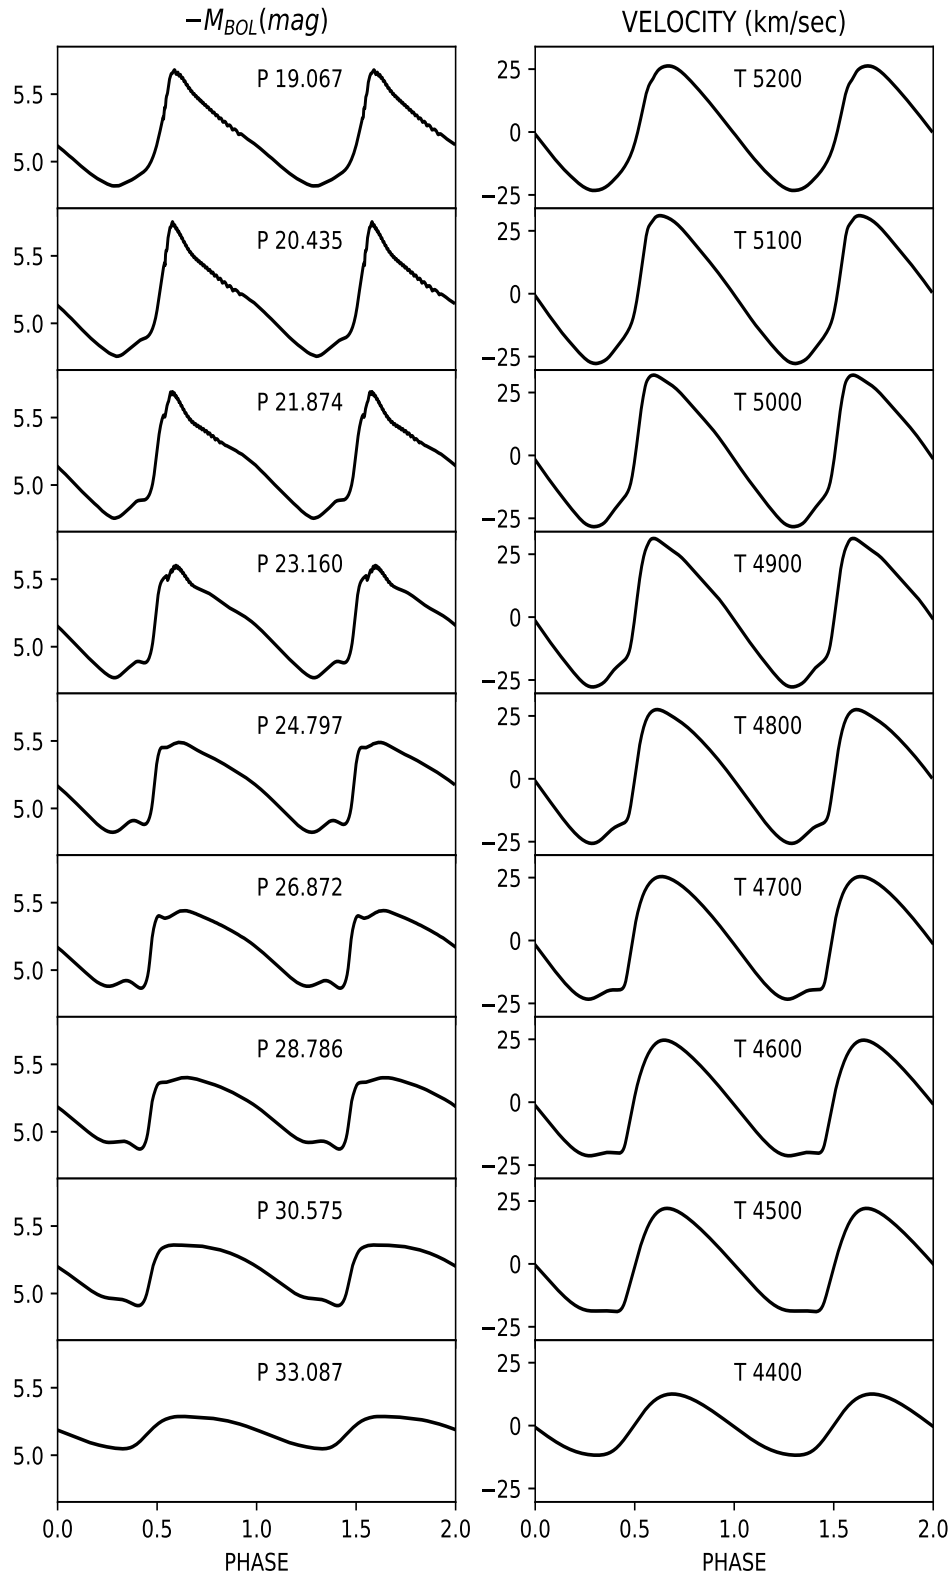 −M_BOL(mag) VELOCITY (km/sec)
5.5 P 19.067 25 T 5200
0
5.0
−25
5.5 P 20.435 25 T 5100
0
5.0
−25
5.5 P 21.874 25 T 5000
0
5.0
−25
5.5 P 23.160 25 T 4900
0
5.0
−25
5.5 P 24.797 25 T 4800
0
5.0
−25
5.5 P 26.872 25 T 4700
0
5.0
−25
5.5 P 28.786 25 T 4600
0
5.0
−25
5.5 P 30.575 25 T 4500
0
5.0
−25
5.5 P 33.087 25 T 4400
0
5.0
−25
0.0 0.5 1.0 1.5 2.0 0.0 0.5 1.0 1.5 2.0
PHASE PHASE